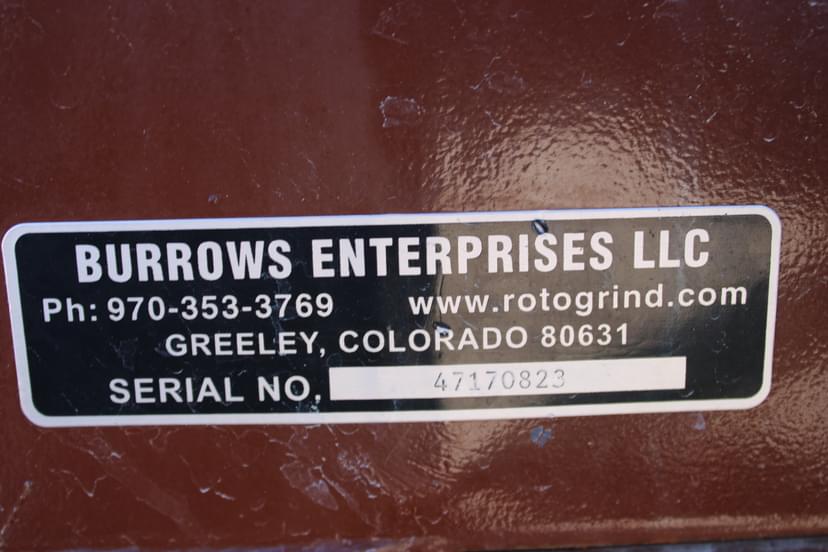 BURROWS ENTERPRISES LLC
Ph: 970-353-3769 www.rotogrind.com
GREELEY, COLORADO 80631
SERIAL NO. 47170823